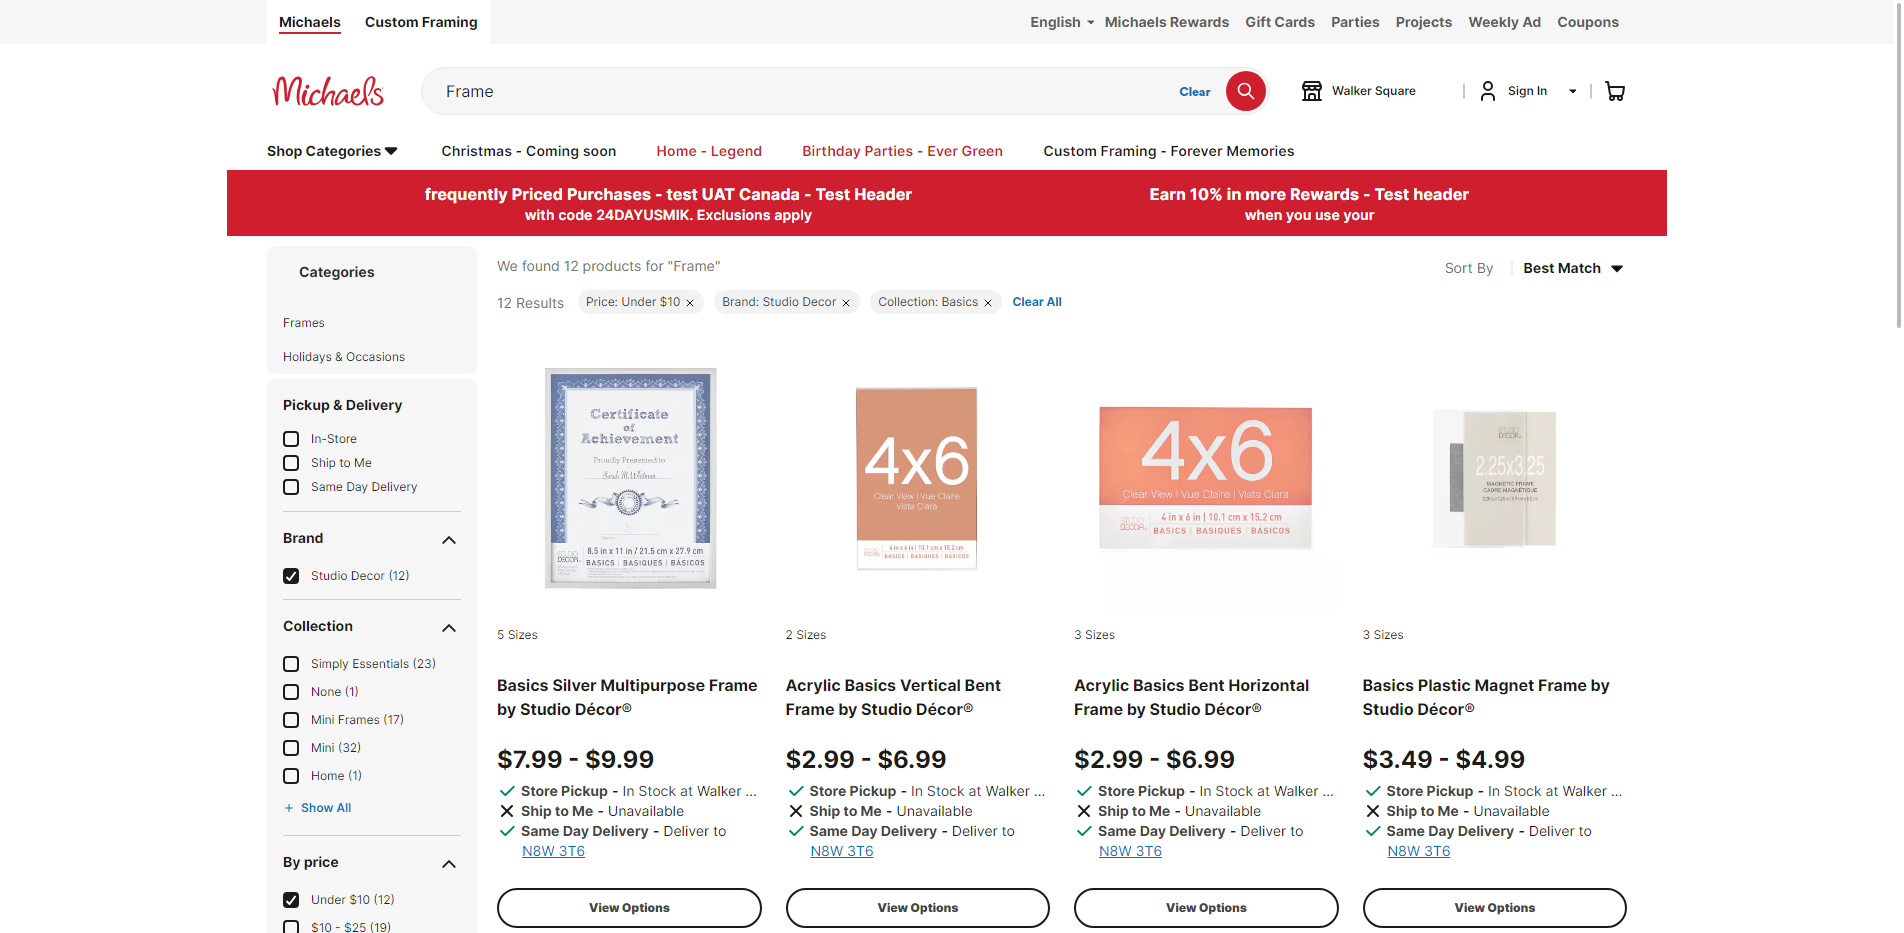 Michaels
Custom Framing
English
Michaels Rewards
Gift Cards
Parties
Projects
Weekly Ad
Coupons
Michaels
Frame
Clear
Walker Square
Sign In
Shop Categories
Christmas - Coming soon
Home - Legend
Birthday Parties - Ever Green
Custom Framing - Forever Memories
frequently Priced Purchases - test UAT Canada - Test Header
with code 24DAYUSMIK. Exclusions apply
Earn 10% in more Rewards - Test header
when you use your
Categories
Frames
Holidays & Occasions
Pickup & Delivery
In-Store
Ship to Me
Same Day Delivery
Brand
Studio Decor (12)
Collection
Simply Essentials (23)
None (1)
Mini Frames (17)
Mini (32)
Home (1)
+ Show All
By price
Under $10 (12)
$10 - $25 (19)
We found 12 products for "Frame"
Sort By
Best Match
12 Results
Price: Under $10
Brand: Studio Decor
Collection: Basics
Clear All
Certificate
of
Achievement
Proudly Presented to
Sarah M. Whitman
STUDIO
DECOR
8.5 in x 11 in / 21.5 cm x 27.9 cm
BASICS | BASIQUES | BÁSICOS
5 Sizes
Basics Silver Multipurpose Frame
by Studio Décor®
$7.99 - $9.99
Store Pickup - In Stock at Walker ...
Ship to Me - Unavailable
Same Day Delivery - Deliver to
N8W 3T6
View Options
4x6
Clear View | Vue Claire
Vista Clara
4 in x 6 in | 10.1 cm x 15.2 cm
BASICS | BASIQUES | BÁSICOS
2 Sizes
Acrylic Basics Vertical Bent
Frame by Studio Décor®
$2.99 - $6.99
Store Pickup - In Stock at Walker ...
Ship to Me - Unavailable
Same Day Delivery - Deliver to
N8W 3T6
View Options
4x6
Clear View | Vue Claire | Vista Clara
STUDIO
DECOR
4 in x 6 in | 10.1 cm x 15.2 cm
BASICS | BASIQUES | BÁSICOS
3 Sizes
Acrylic Basics Bent Horizontal
Frame by Studio Décor®
$2.99 - $6.99
Store Pickup - In Stock at Walker ...
Ship to Me - Unavailable
Same Day Delivery - Deliver to
N8W 3T6
View Options
STUDIO
DECOR
2.25x3.25
MAGNETIC FRAME
CADRE MAGNÉTIQUE
3 Sizes
Basics Plastic Magnet Frame by
Studio Décor®
$3.49 - $4.99
Store Pickup - In Stock at Walker ...
Ship to Me - Unavailable
Same Day Delivery - Deliver to
N8W 3T6
View Options